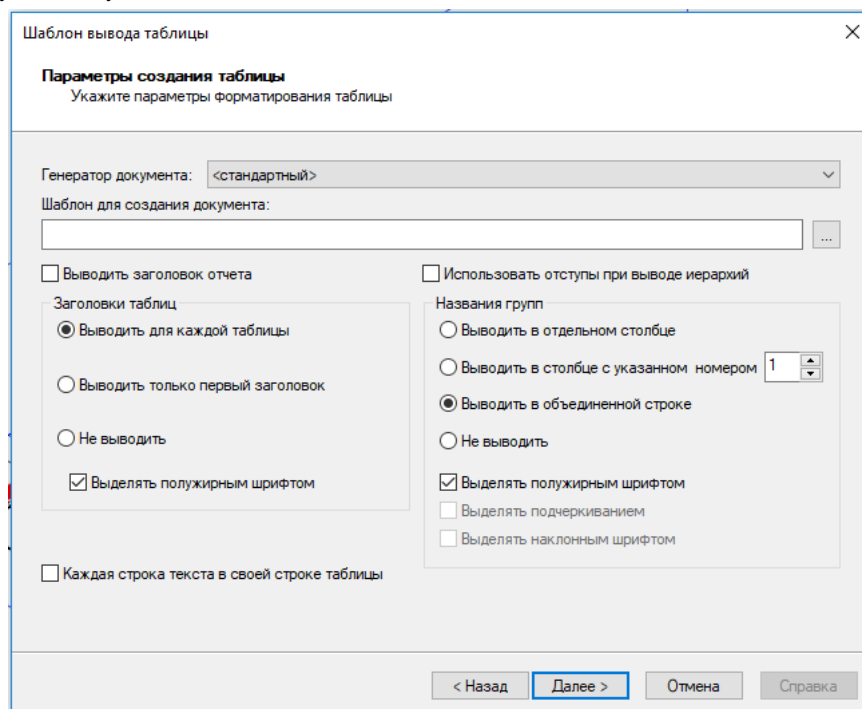 Шаблон вывода таблицы
Параметры создания таблицы
Укажите параметры форматирования таблицы
Генератор документа: <стандартный>
Шаблон для создания документа:
...
Выводить заголовок отчета
Использовать отступы при выводе иерархий
Заголовки таблиц
Выводить для каждой таблицы
Выводить только первый заголовок
Не выводить
Выделять полужирным шрифтом
Названия групп
Выводить в отдельном столбце
Выводить в столбце с указанном номером 1
Выводить в объединенной строке
Не выводить
Выделять полужирным шрифтом
Выделять подчеркиванием
Выделять наклонным шрифтом
Каждая строка текста в своей строке таблицы
< Назад
Далее >
Отмена
Справка